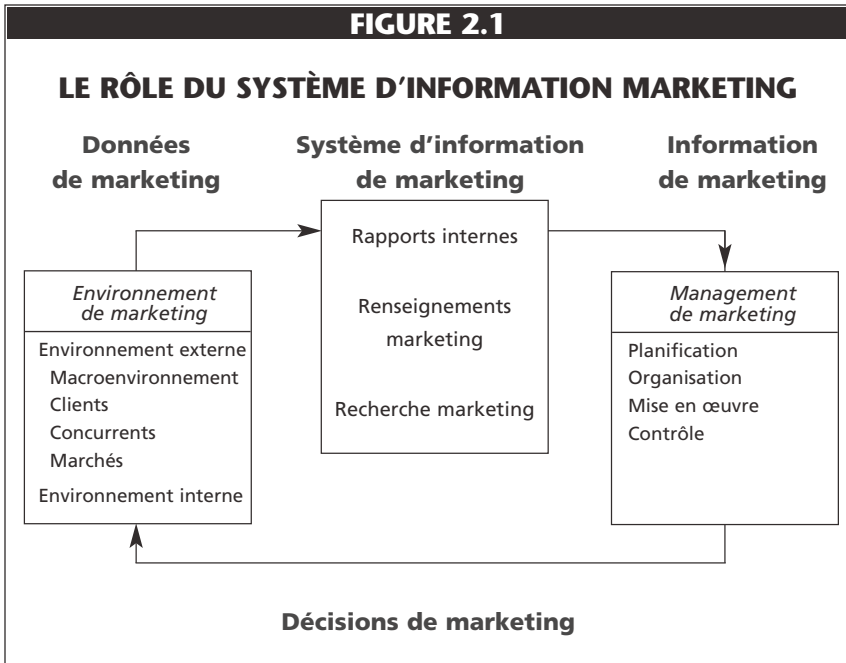 FIGURE 2.1
LE RÔLE DU SYSTÈME D'INFORMATION MARKETING
Données
de marketing
Système d'information
de marketing
Information
de marketing
Environnement
de marketing
Environnement externe
Macroenvironnement
Clients
Concurrents
Marchés
Environnement interne
Rapports internes
Renseignements
marketing
Recherche marketing
Management
de marketing
Planification
Organisation
Mise en œuvre
Contrôle
Décisions de marketing